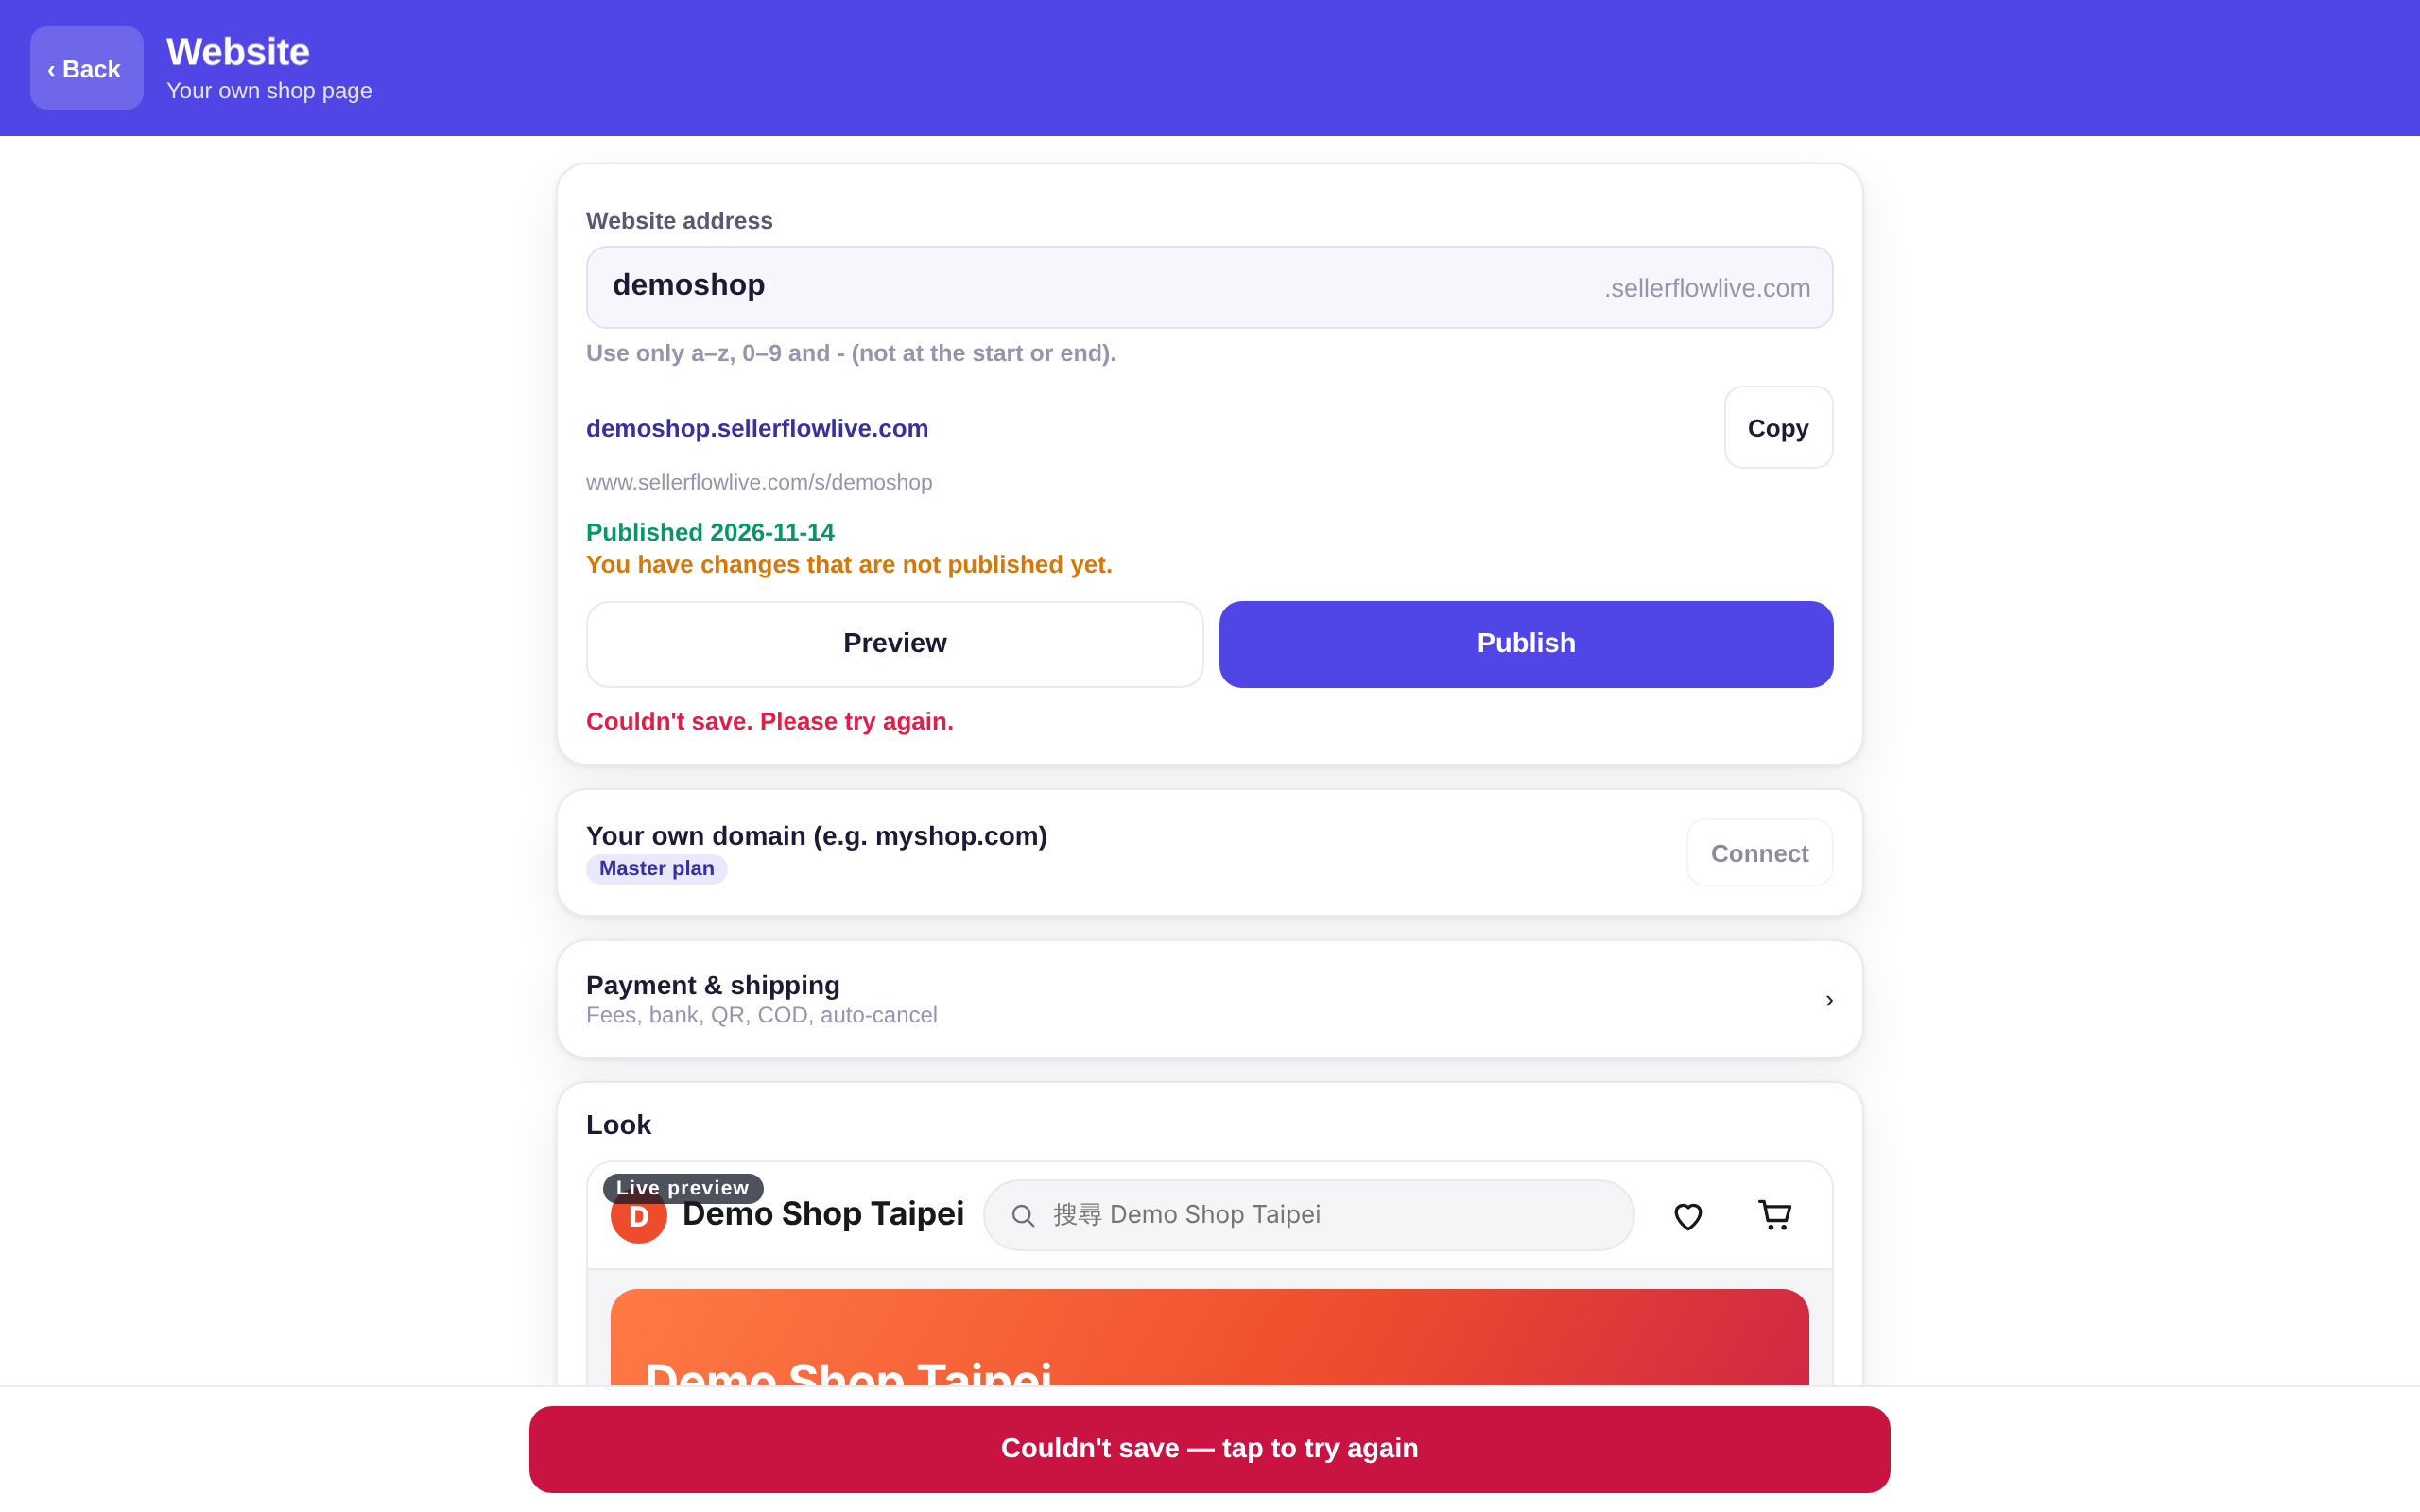 ‹ Back
Website
Your own shop page
Website address
demoshop
.sellerflowlive.com
Use only a–z, 0–9 and - (not at the start or end).
demoshop.sellerflowlive.com
Copy
www.sellerflowlive.com/s/demoshop
Published 2026-11-14
You have changes that are not published yet.
Preview
Publish
Couldn't save. Please try again.
Your own domain (e.g. myshop.com)
Master plan
Connect
Payment & shipping
Fees, bank, QR, COD, auto-cancel
›
Look
Live preview
D
Demo Shop Taipei
搜尋 Demo Shop Taipei
Demo Shop Taipei
Couldn't save — tap to try again